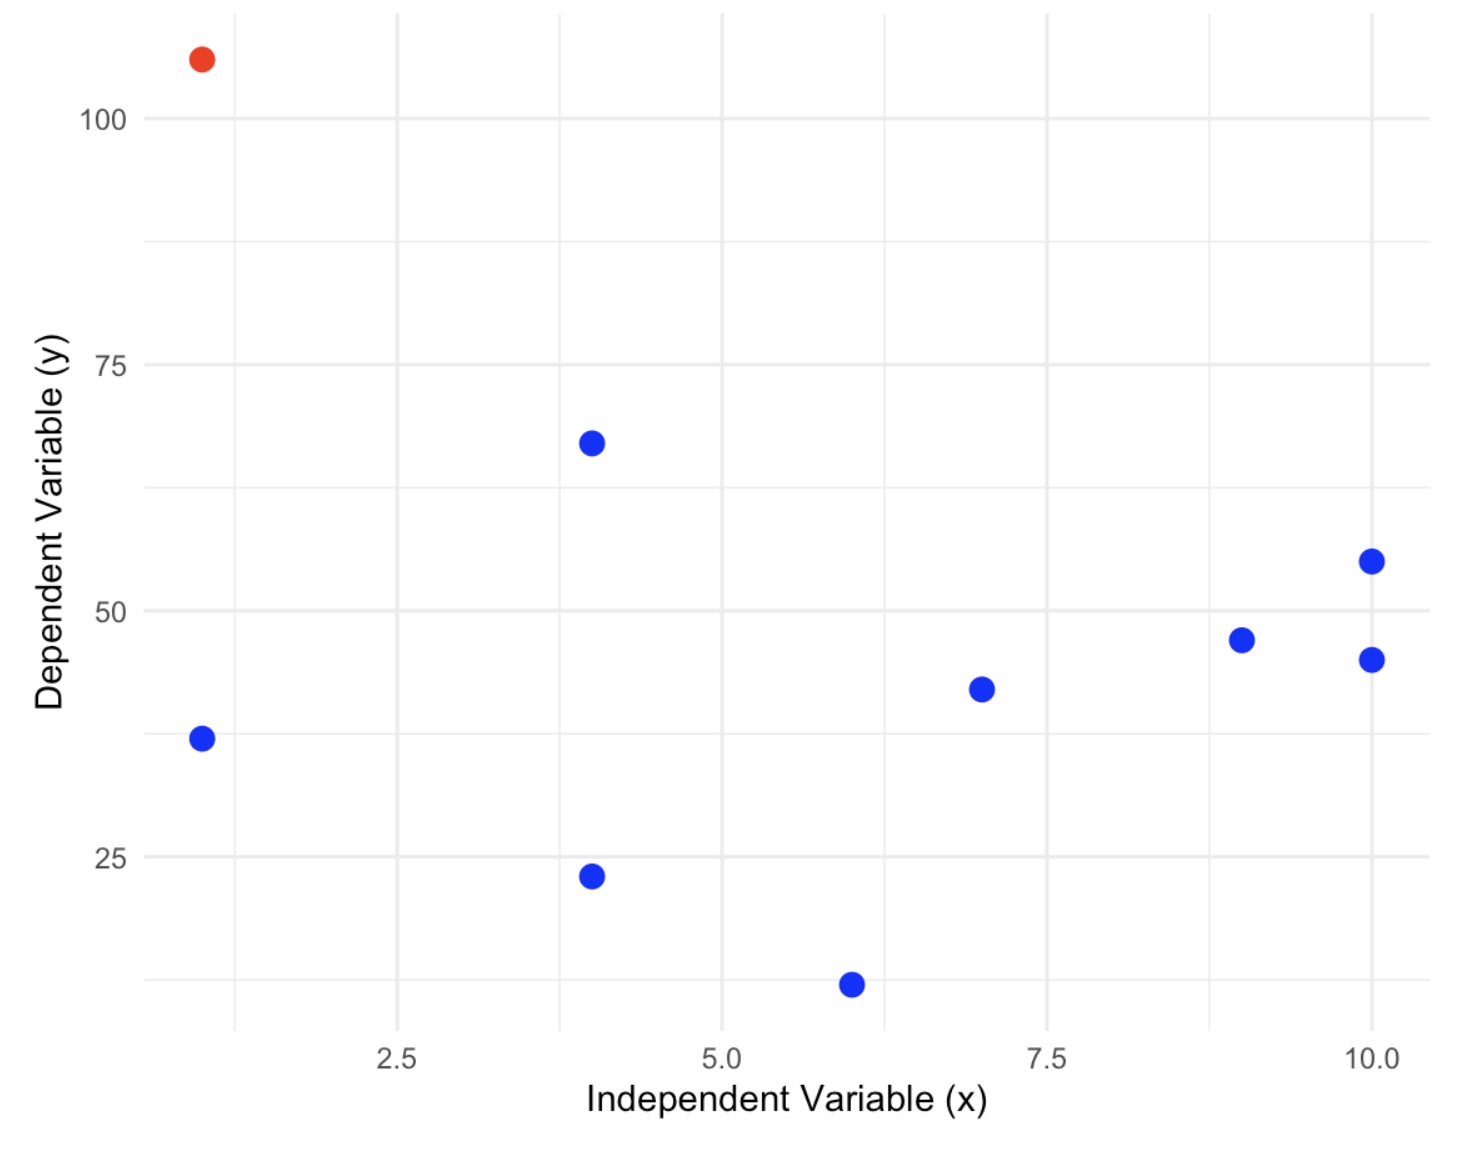 100
75
50
25
Dependent Variable (y)
2.5 5.0 7.5 10.0
Independent Variable (x)